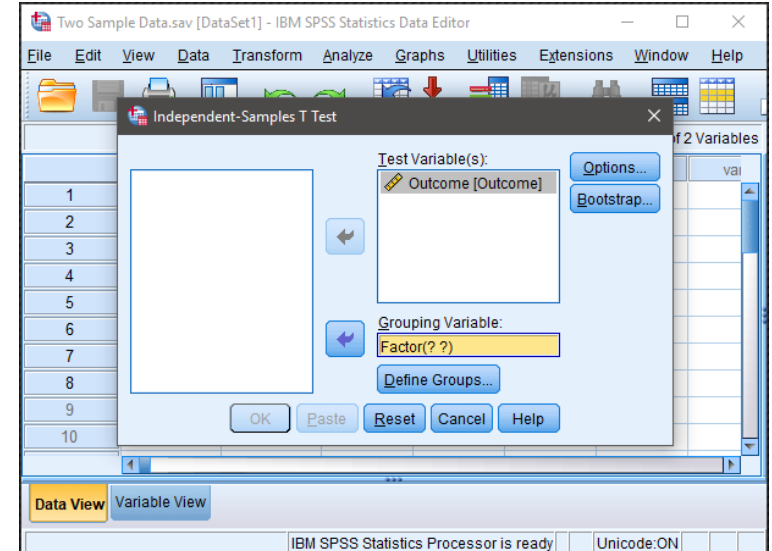 Two Sample Data.sav [DataSet1] - IBM SPSS Statistics Data Editor
File Edit View Data Transform Analyze Graphs Utilities Extensions Window Help
Independent-Samples T Test
of 2 Variables
Test Variable(s):
Outcome [Outcome]
Options...
Bootstrap...
Grouping Variable:
Factor(? ?)
Define Groups...
OK Paste Reset Cancel Help
var
1
2
3
4
5
6
7
8
9
10
Data View Variable View
IBM SPSS Statistics Processor is ready Unicode:ON